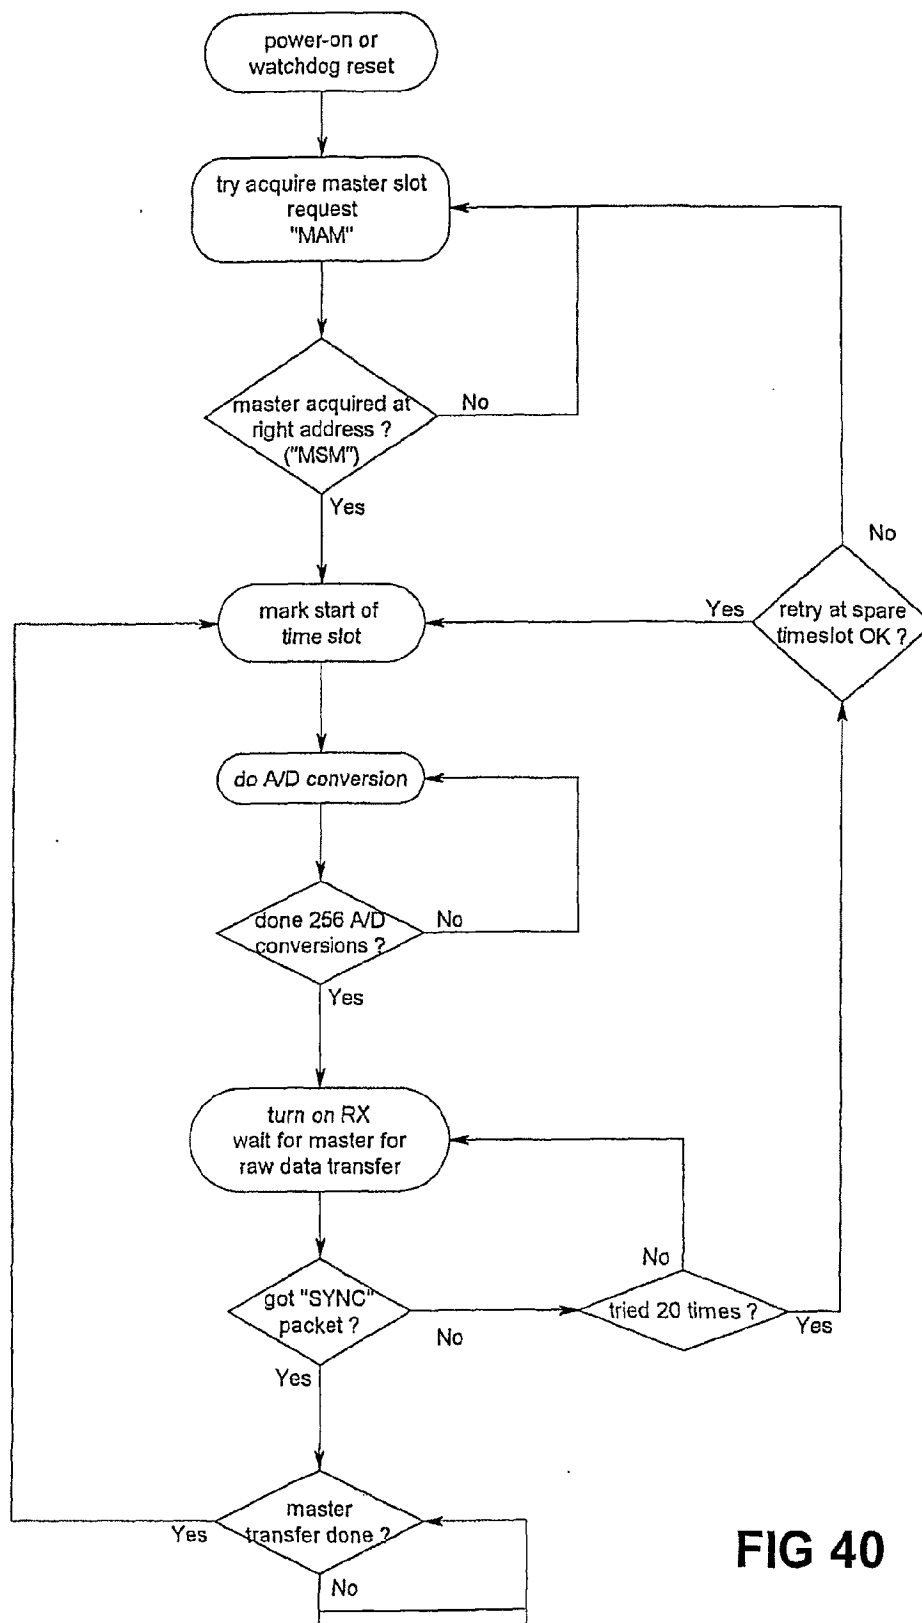 power-on or
watchdog reset
try acquire master slot
request
"MAM"
master acquired at
right address ?
("MSM")
No
Yes
No
mark start of
time slot
Yes
retry at spare
timeslot OK ?
do A/D conversion
done 256 A/D
conversions ?
No
Yes
turn on RX
wait for master for
raw data transfer
No
got "SYNC"
packet ?
No
tried 20 times ?
Yes
Yes
master
transfer done ?
Yes
No
FIG 40